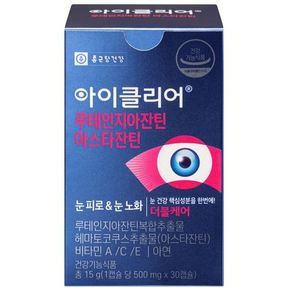 종근당건강
건강
기능식품
아이클리어®
루테인지아잔틴
아스타잔틴
눈 피로 & 눈 노화
눈 건강 핵심성분을 한번에!
더블케어
루테인지아잔틴복합추출물
헤마토코쿠스추출물(아스타잔틴)
비타민 A / C / E | 아연
건강기능식품
총 15 g(1캡슐 당 500 mg × 30캡슐)